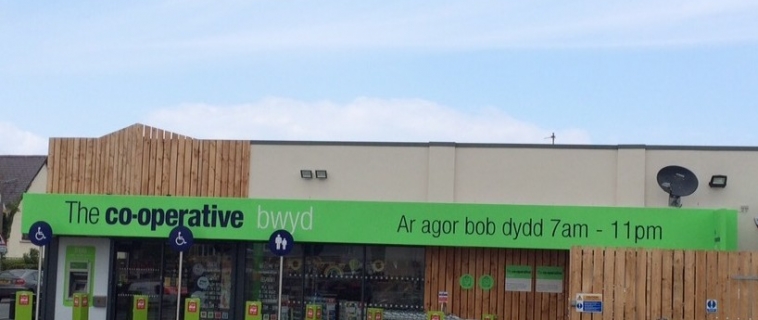 The co-operative bwyd
Ar agor bob dydd 7am - 11pm